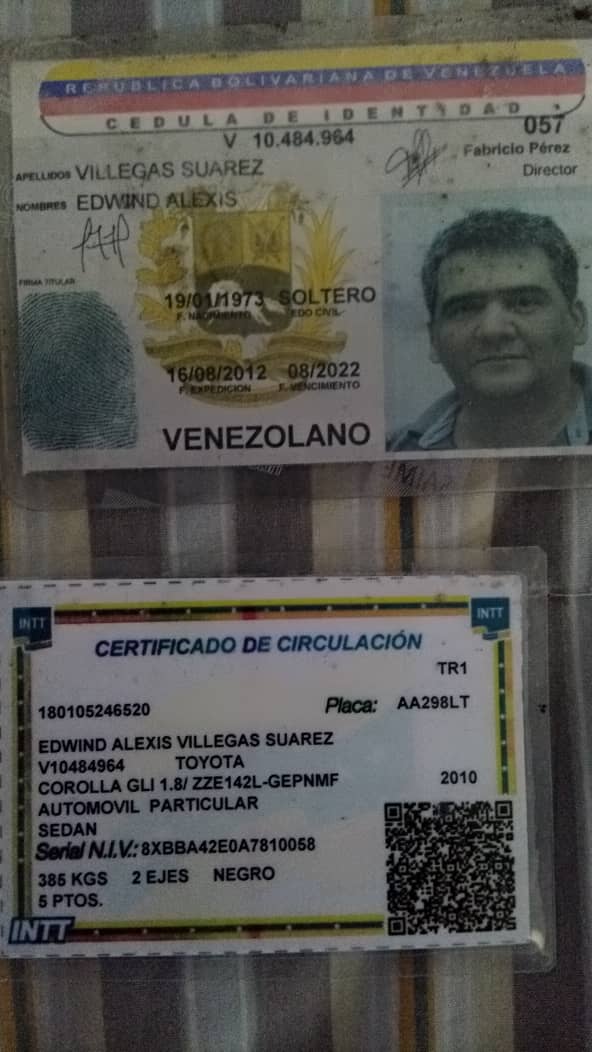 REPÚBLICA BOLIVARIANA DE VENEZUELA
CEDULA DE IDENTIDAD
V 10.484.964
057
Fabricio Pérez
Director
APELLIDOS VILLEGAS SUAREZ
NOMBRES EDWIND ALEXIS
FIRMA TITULAR
19/01/1973 SOLTERO
F. NACIMIENTO EDO CIVIL
16/08/2012 08/2022
F. EXPEDICION F. VENCIMIENTO
VENEZOLANO
INTT INTT
CERTIFICADO DE CIRCULACIÓN
TR1
180105246520 Placa: AA298LT
EDWIND ALEXIS VILLEGAS SUAREZ
V10484964 TOYOTA
COROLLA GLI 1.8/ ZZE142L-GEPNMF 2010
AUTOMOVIL PARTICULAR
SEDAN
Serial N.I.V.: 8XBBA42E0A7810058
385 KGS 2 EJES NEGRO
5 PTOS.
INTT